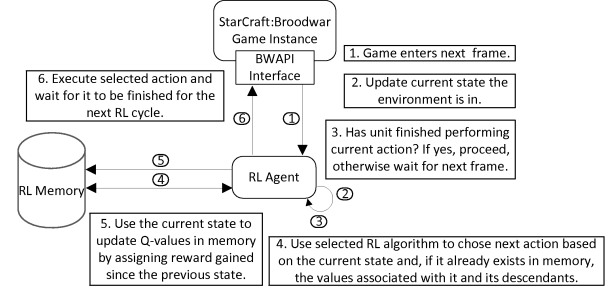 StarCraft:Broodwar
Game Instance
BWAPI
Interface
1. Game enters next frame.
2. Update current state the
environment is in.
6. Execute selected action and
wait for it to be finished for the
next RL cycle.
6
1
3. Has unit finished performing
current action? If yes, proceed,
otherwise wait for next frame.
5
4
RL Memory
RL Agent
2
3
5. Use the current state to
update Q-values in memory
by assigning reward gained
since the previous state.
4. Use selected RL algorithm to chose next action based
on the current state and, if it already exists in memory,
the values associated with it and its descendants.